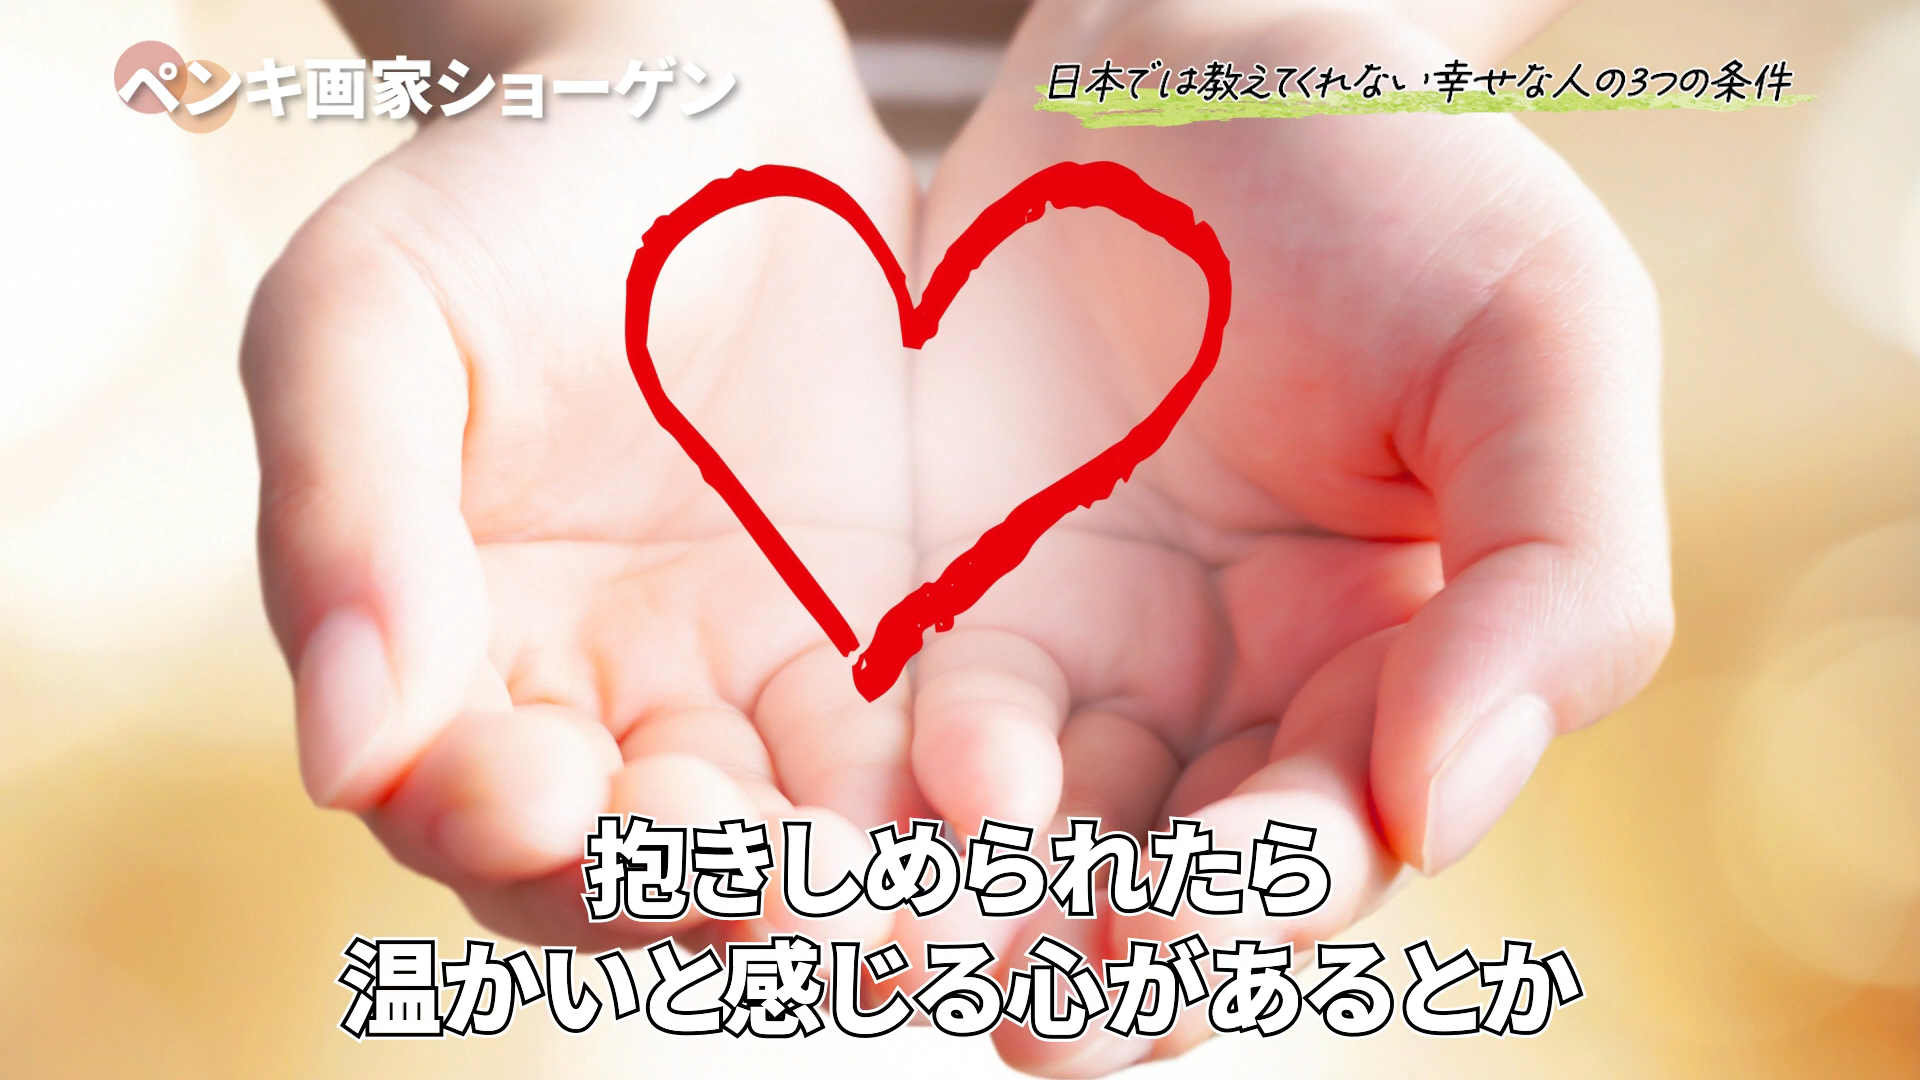 ペンキ画家ショーゲン
日本では教えてくれない幸せな人の3つの条件
抱きしめられたら
温かいと感じる心があるとか